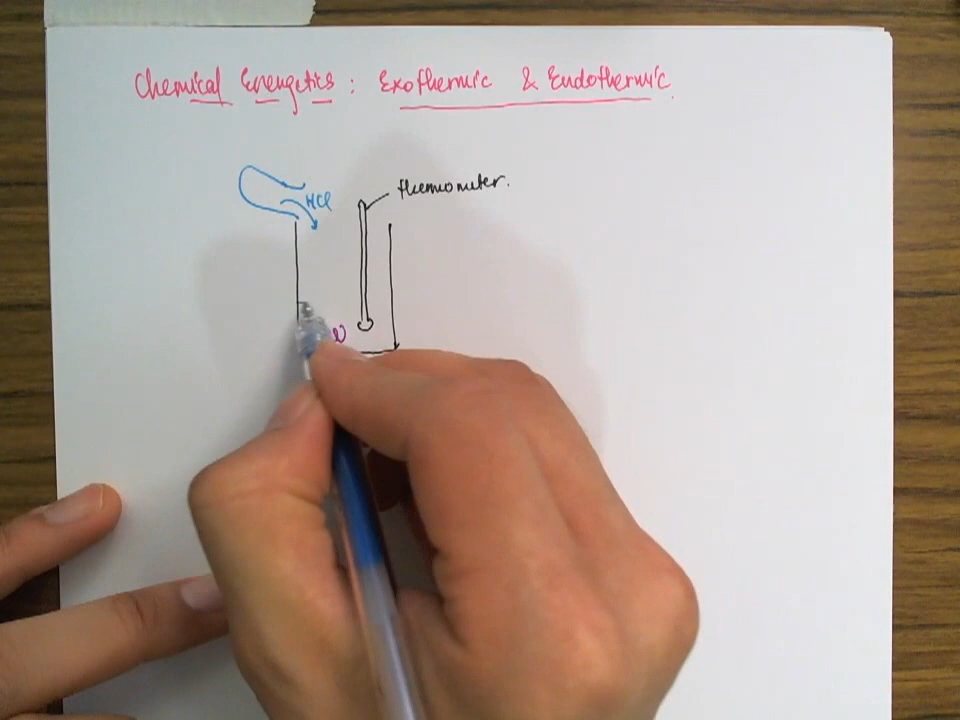 Chemical Energetics : Exothermic & Endothermic.
thermometer.
HCl